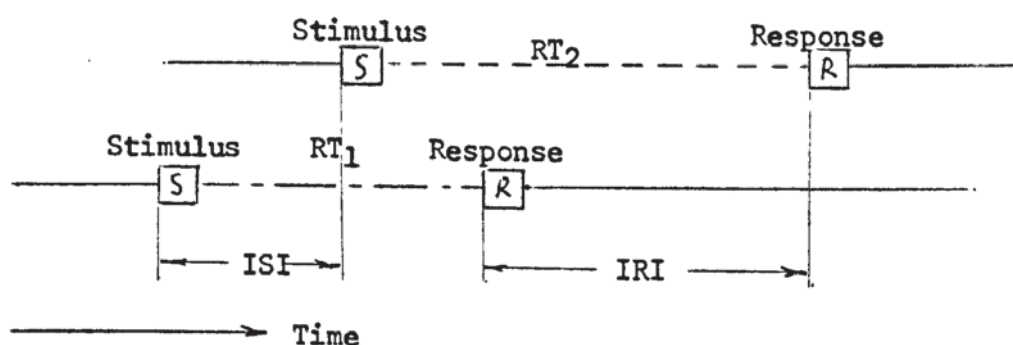 Stimulus
RT2
Response
S
R
Stimulus
RT1
Response
S
R
ISI
IRI
Time